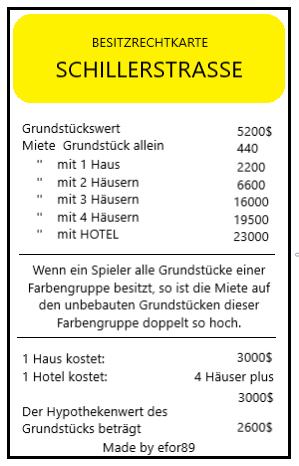 BESITZRECHTKARTE
SCHILLERSTRASSE
Grundstückswert 5200$
Miete Grundstück allein 440
" mit 1 Haus 2200
" mit 2 Häusern 6600
" mit 3 Häusern 16000
" mit 4 Häusern 19500
" mit HOTEL 23000
Wenn ein Spieler alle Grundstücke einer
Farbengruppe besitzt, so ist die Miete auf
den unbebauten Grundstücken dieser
Farbengruppe doppelt so hoch.
1 Haus kostet: 3000$
1 Hotel kostet: 4 Häuser plus
3000$
Der Hypothekenwert des
Grundstücks beträgt 2600$
Made by efor89